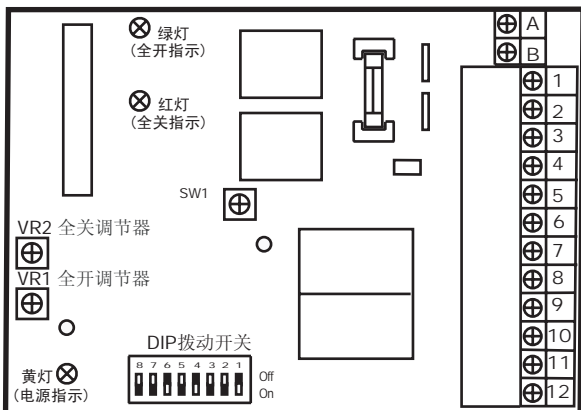 绿灯
(全开指示)
红灯
(全关指示)
SW1
VR2 全关调节器
VR1 全开调节器
黄灯
(电源指示)
DIP拨动开关
8 7 6 5 4 3 2 1
Off
On
A
B
1
2
3
4
5
6
7
8
9
10
11
12